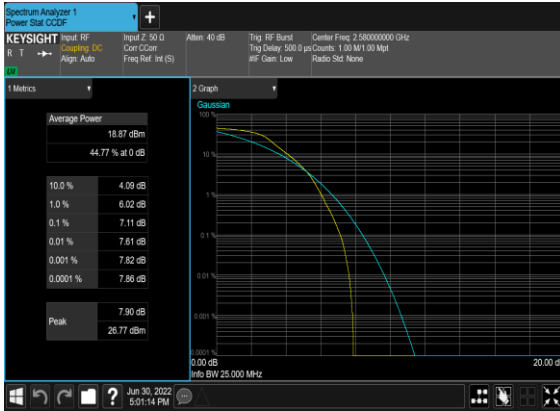 Spectrum Analyzer 1
Power Stat CCDF
+
KEYSIGHT
R T
Input: RF
Coupling: DC
Align: Auto
Input Z: 50 Ω
Corr CCorr
Freq Ref: Int (S)
Atten: 40 dB
Trig: RF Burst
Trig Delay: 500.0 µs
#IF Gain: Low
Center Freq: 2.580000000 GHz
Counts: 1.00 M/1.00 Mpt
Radio Std: None
1 Metrics
Average Power
18.87 dBm
44.77 % at 0 dB
10.0 % 4.09 dB
1.0 % 6.02 dB
0.1 % 7.11 dB
0.01 % 7.61 dB
0.001 % 7.82 dB
0.0001 % 7.86 dB
Peak
7.90 dB
26.77 dBm
2 Graph
Gaussian
100 %
10 %
1 %
0.1 %
0.01 %
0.001 %
0.0001 %
0.00 dB
20.00 d
Info BW 25.000 MHz
?
Jun 30, 2022
5:01:14 PM